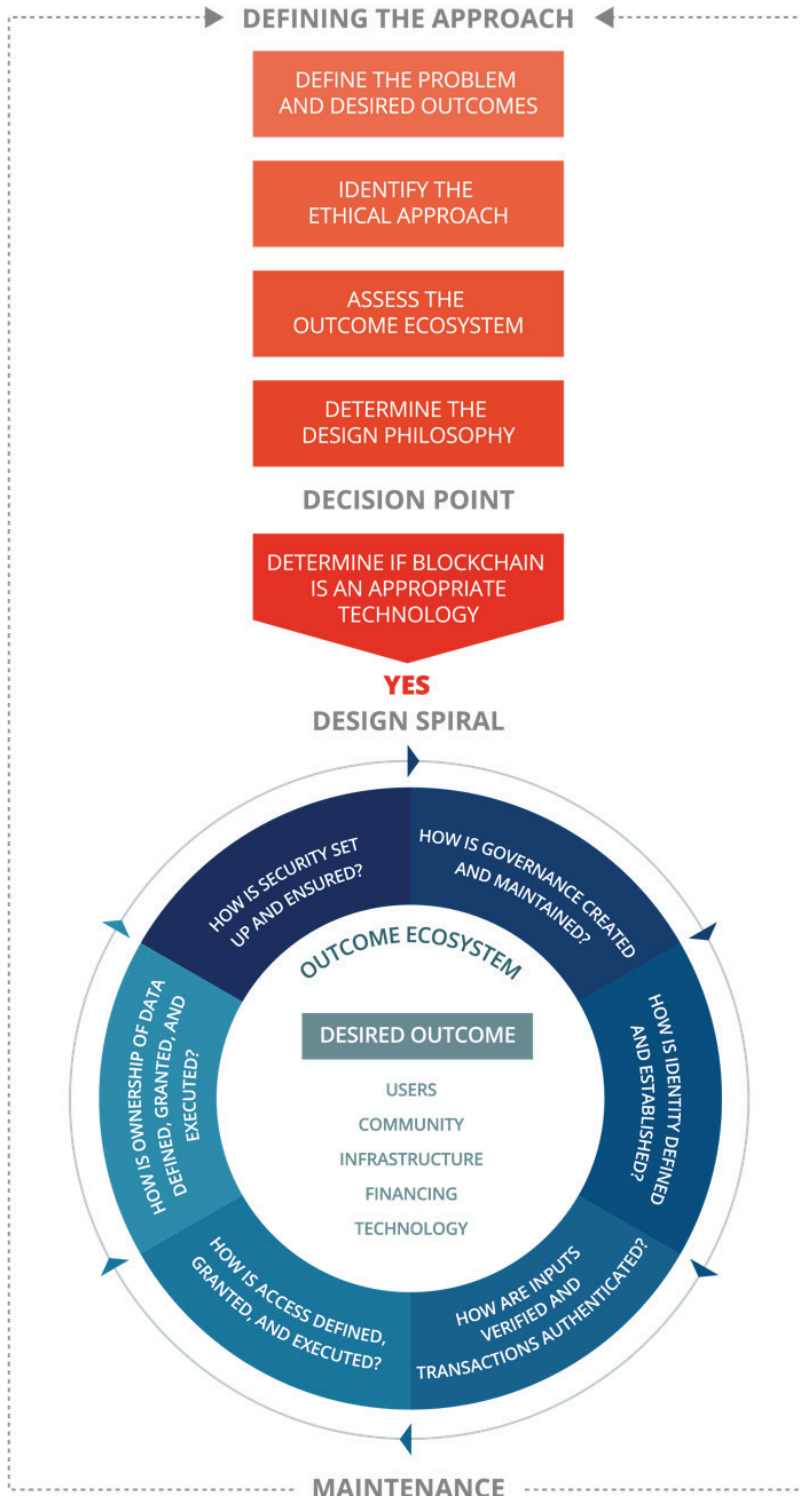 DEFINING THE APPROACH
DEFINE THE PROBLEM
AND DESIRED OUTCOMES
IDENTIFY THE
ETHICAL APPROACH
ASSESS THE
OUTCOME ECOSYSTEM
DETERMINE THE
DESIGN PHILOSOPHY
DECISION POINT
DETERMINE IF BLOCKCHAIN
IS AN APPROPRIATE
TECHNOLOGY
YES
DESIGN SPIRAL
HOW IS GOVERNANCE CREATED
AND MAINTAINED?
HOW IS IDENTITY DEFINED
AND ESTABLISHED?
HOW ARE INPUTS
VERIFIED AND
TRANSACTIONS AUTHENTICATED?
HOW IS ACCESS DEFINED,
GRANTED, AND EXECUTED?
HOW IS OWNERSHIP OF DATA
DEFINED, GRANTED, AND
EXECUTED?
HOW IS SECURITY SET
UP AND ENSURED?
OUTCOME ECOSYSTEM
DESIRED OUTCOME
USERS
COMMUNITY
INFRASTRUCTURE
FINANCING
TECHNOLOGY
MAINTENANCE